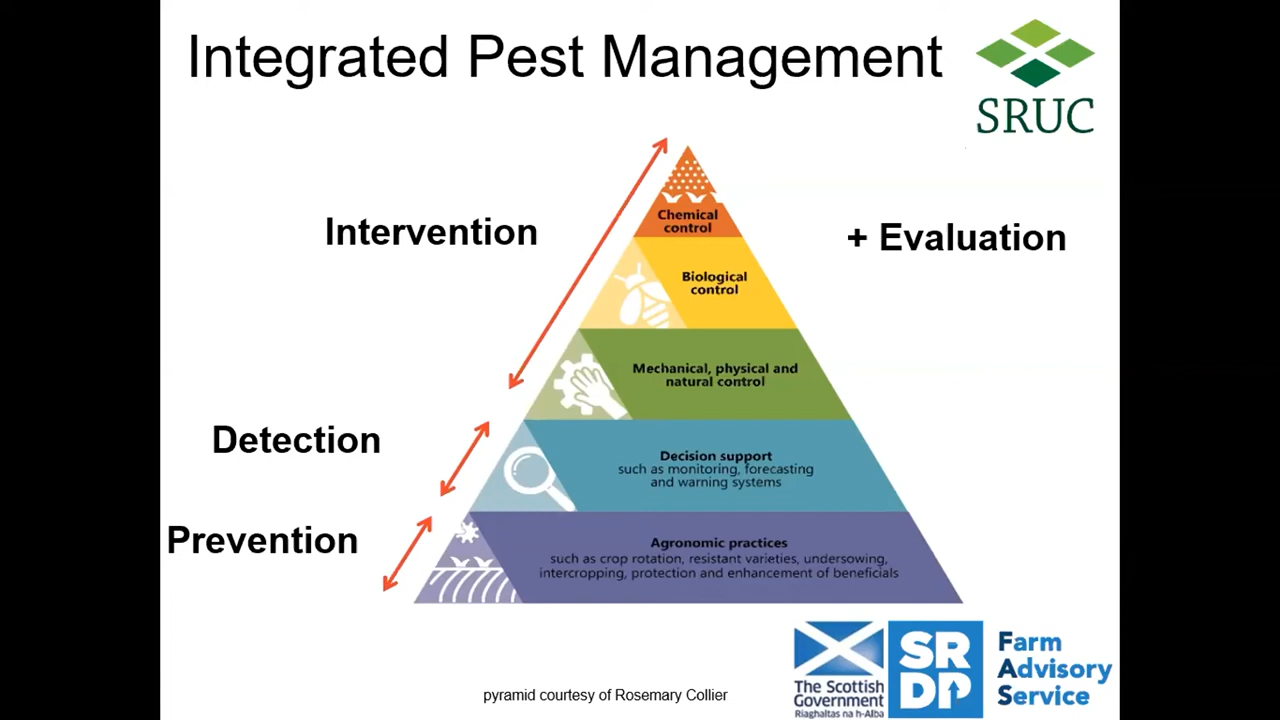 Integrated Pest Management
SRUC
Intervention
+ Evaluation
Chemical
control
Biological
control
Mechanical, physical and
natural control
Detection
Decision support
such as monitoring, forecasting
and warning systems
Prevention
Agronomic practices
such as crop rotation, resistant varieties, undersowing,
intercropping, protection and enhancement of beneficials
pyramid courtesy of Rosemary Collier
The Scottish
Government
Riaghaltas na h-Alba
SR
DP
Farm
Advisory
Service